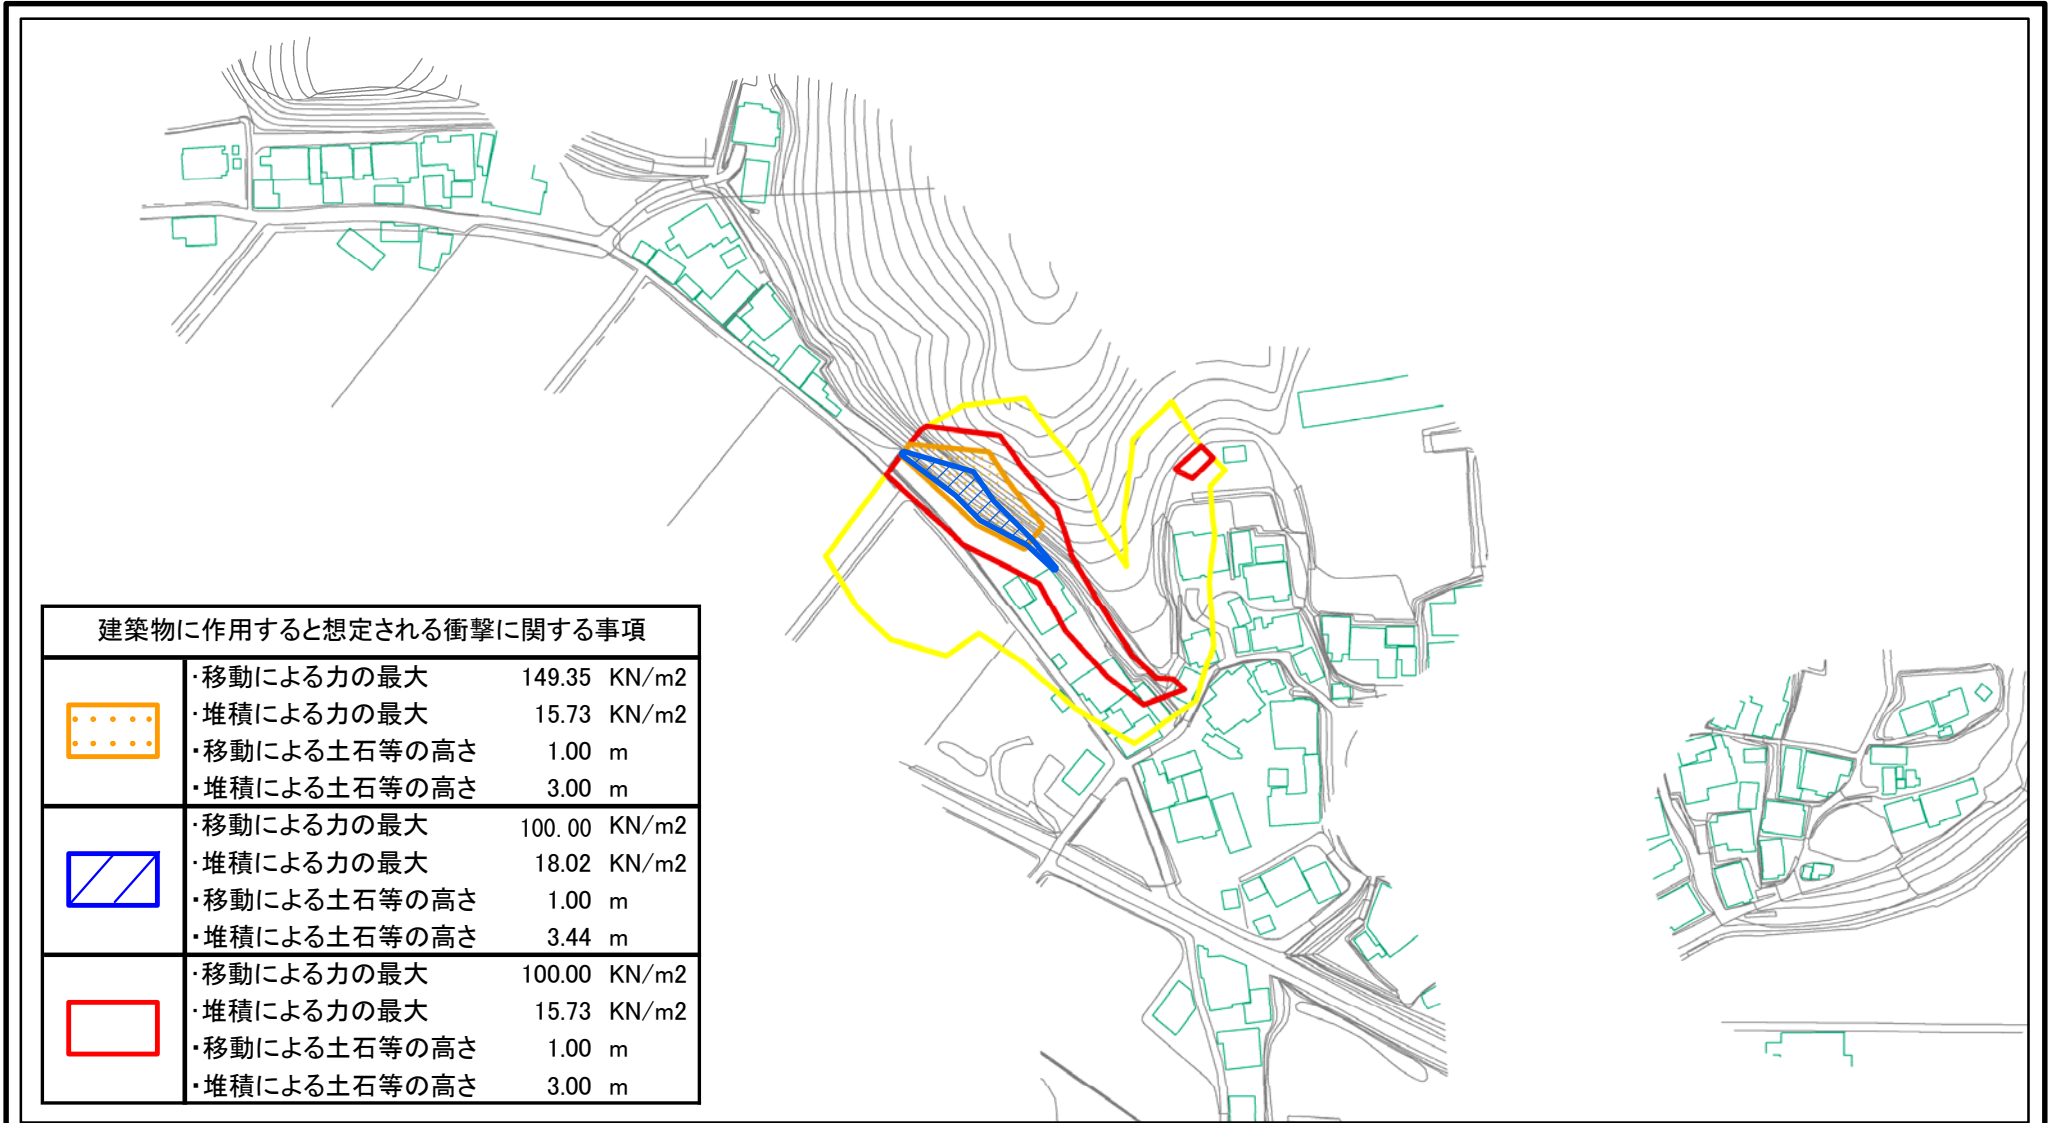 建築物に作用すると想定される衝撃に関する事項
・移動による力の最大 149.35 KN/m2
・堆積による力の最大 15.73 KN/m2
・移動による土石等の高さ 1.00 m
・堆積による土石等の高さ 3.00 m
・移動による力の最大 100.00 KN/m2
・堆積による力の最大 18.02 KN/m2
・移動による土石等の高さ 1.00 m
・堆積による土石等の高さ 3.44 m
・移動による力の最大 100.00 KN/m2
・堆積による力の最大 15.73 KN/m2
・移動による土石等の高さ 1.00 m
・堆積による土石等の高さ 3.00 m